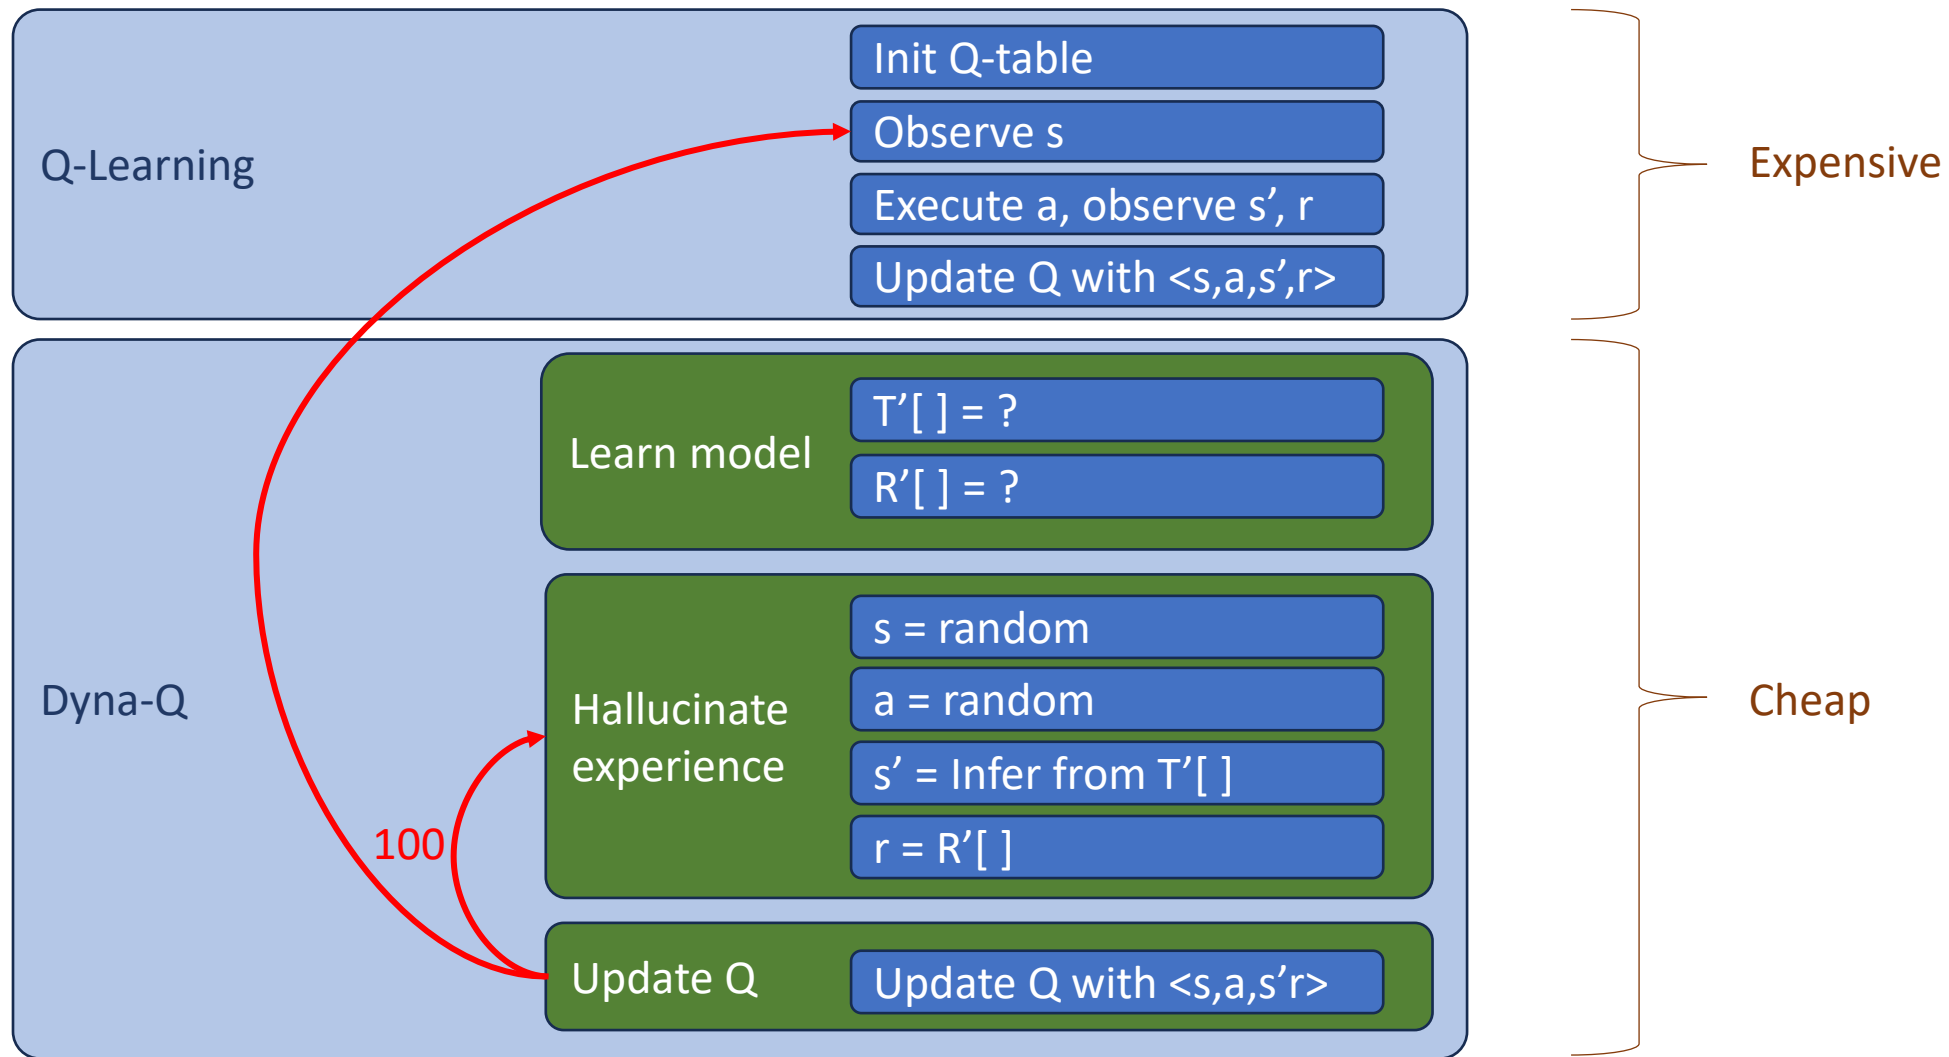 Q-Learning
Init Q-table
Observe s
Execute a, observe s’, r
Update Q with <s,a,s’,r>
Expensive
Dyna-Q
Learn model
T’[ ] = ?
R’[ ] = ?
Hallucinate
experience
s = random
a = random
s’ = Infer from T’[ ]
r = R’[ ]
100
Update Q
Update Q with <s,a,s’r>
Cheap